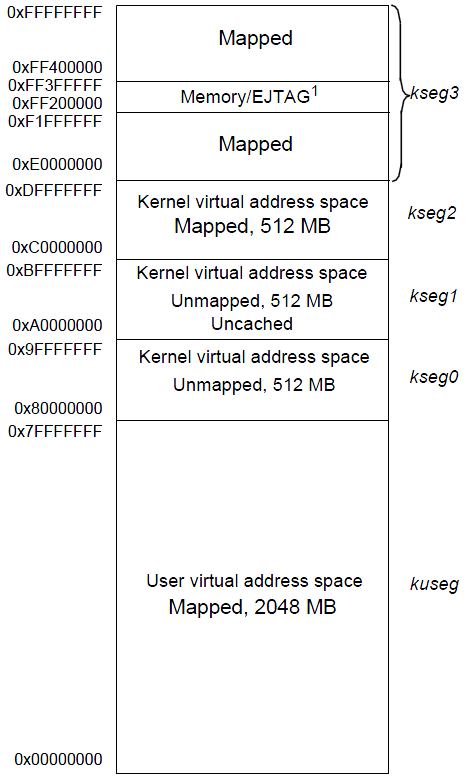 0xFFFFFFFF
Mapped
0xFF400000
0xFF3FFFFF
Memory/EJTAG1
kseg3
0xFF200000
0xF1FFFFFF
Mapped
0xE0000000
0xDFFFFFFF
Kernel virtual address space
Mapped, 512 MB
kseg2
0xC0000000
0xBFFFFFFF
Kernel virtual address space
Unmapped, 512 MB
kseg1
Uncached
0xA0000000
0x9FFFFFFF
Kernel virtual address space
Unmapped, 512 MB
kseg0
0x80000000
0x7FFFFFFF
User virtual address space
Mapped, 2048 MB
kuseg
0x00000000